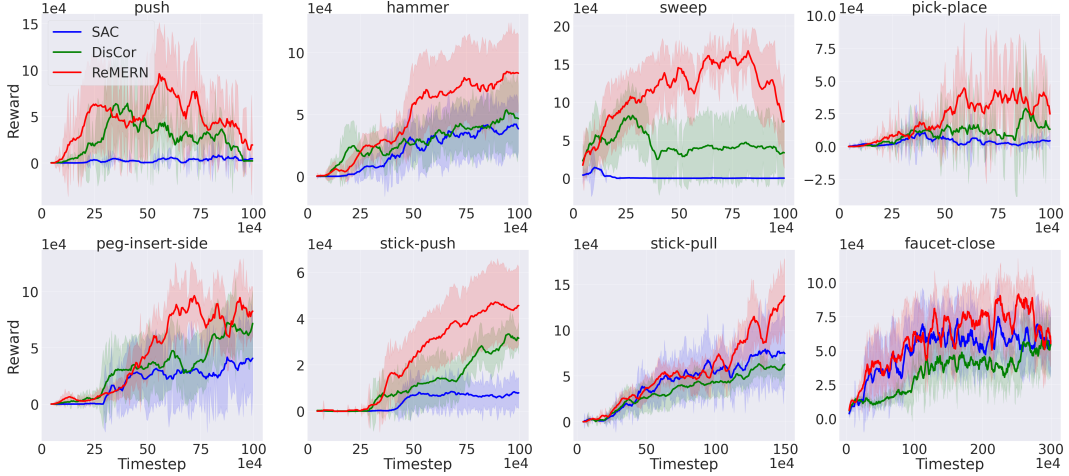 push
hammer
sweep
pick-place
1e4
1e4
1e4
1e4
SAC
DisCor
ReMERN
Reward
15
10
5
0
10
5
0
20
15
10
5
0
10.0
7.5
5.0
2.5
0.0
−2.5
0 25 50 75 100
0 25 50 75 100
0 25 50 75 100
0 25 50 75 100
1e4
1e4
1e4
1e4
peg-insert-side
stick-push
stick-pull
faucet-close
1e4
1e4
1e4
1e4
Reward
10
5
0
6
4
2
0
15
10
5
0
10.0
7.5
5.0
2.5
0.0
0 25 50 75 100
0 25 50 75 100
50 100 150
0 100 200 300
Timestep
Timestep
Timestep
Timestep
1e4
1e4
1e4
1e4